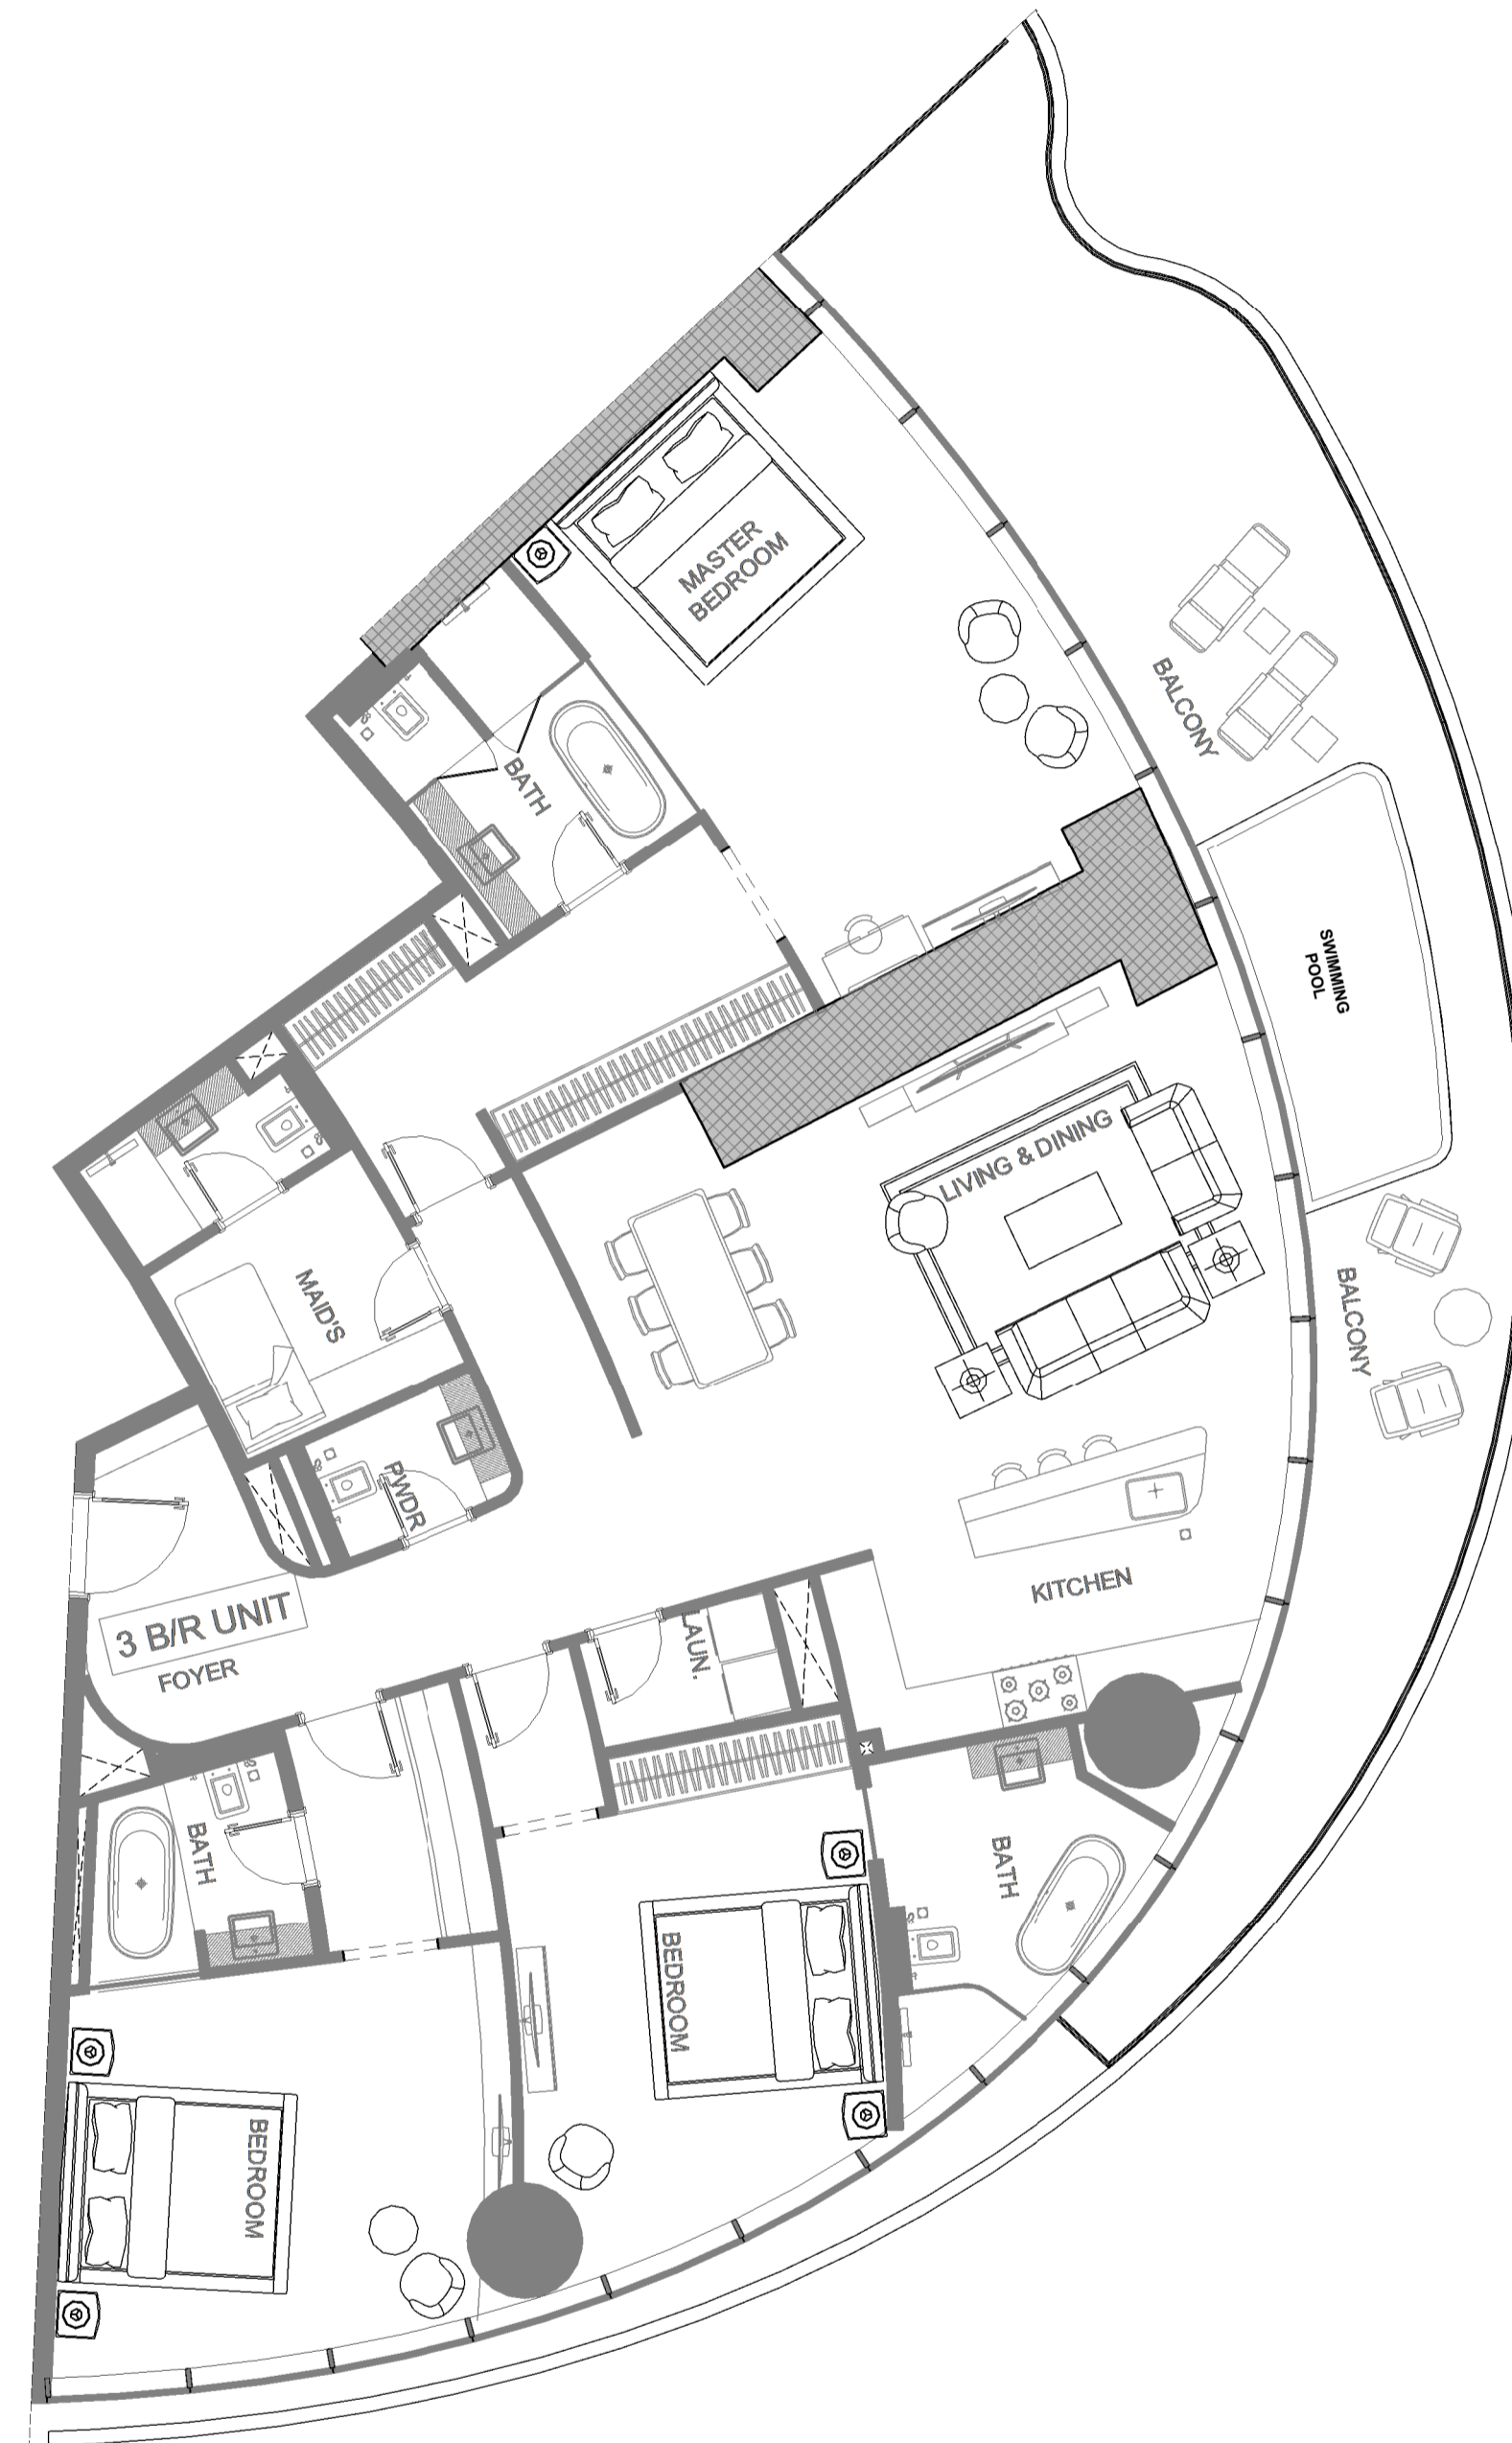 MASTER
BEDROOM
BALCONY
BATH
SWIMMING
POOL
LIVING & DINING
MAID'S
BALCONY
PWDR
KITCHEN
3 B/R UNIT
FOYER
LAUN.
BATH
BATH
BEDROOM
BEDROOM